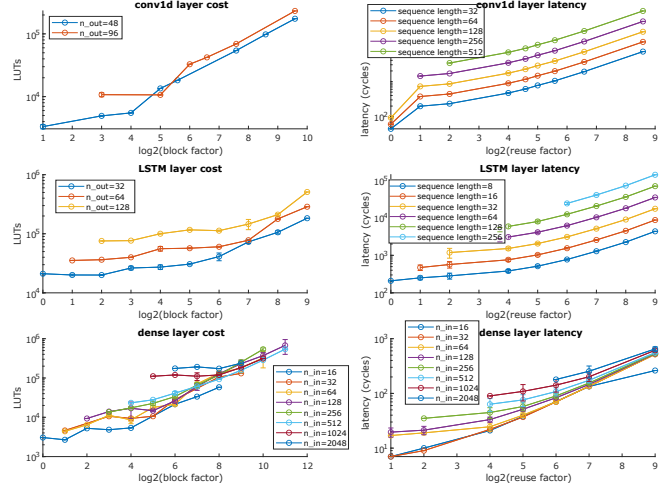 conv1d layer cost
n_out=48
n_out=96
10^5
10^4
LUTs
1 2 3 4 5 6 7 8 9 10
log2(block factor)
conv1d layer latency
sequence length=32
sequence length=64
sequence length=128
sequence length=256
sequence length=512
10^2
latency (cycles)
0 1 2 3 4 5 6 7 8 9
log2(reuse factor)
LSTM layer cost
n_out=32
n_out=64
n_out=128
10^6
10^5
10^4
LUTs
0 1 2 3 4 5 6 7 8 9
log2(block factor)
LSTM layer latency
sequence length=8
sequence length=16
sequence length=32
sequence length=64
sequence length=128
sequence length=256
10^5
10^4
10^3
10^2
latency (cycles)
0 1 2 3 4 5 6 7 8 9
log2(reuse factor)
dense layer cost
n_in=16
n_in=32
n_in=64
n_in=128
n_in=256
n_in=512
n_in=1024
n_in=2048
10^6
10^5
10^4
10^3
LUTs
0 2 4 6 8 10 12
log2(block factor)
dense layer latency
n_in=16
n_in=32
n_in=64
n_in=128
n_in=256
n_in=512
n_in=1024
n_in=2048
10^3
10^2
10^1
latency (cycles)
1 2 3 4 5 6 7 8 9
log2(reuse factor)